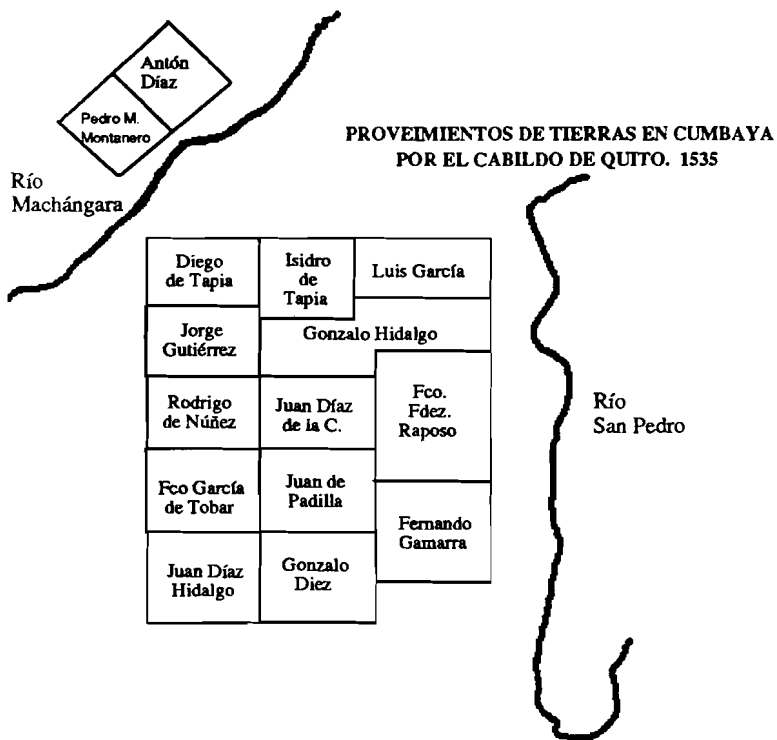 Antón
Díaz
Pedro M.
Montanero
PROVEIMIENTOS DE TIERRAS EN CUMBAYA
POR EL CABILDO DE QUITO. 1535
Río
Machángara
Diego
de Tapia
Isidro
de
Tapia
Luis García
Jorge
Gutiérrez
Gonzalo Hidalgo
Rodrigo
de Núñez
Juan Díaz
de la C.
Fco.
Fdez.
Raposo
Río
San Pedro
Fco García
de Tobar
Juan de
Padilla
Fernando
Gamarra
Juan Díaz
Hidalgo
Gonzalo
Diez